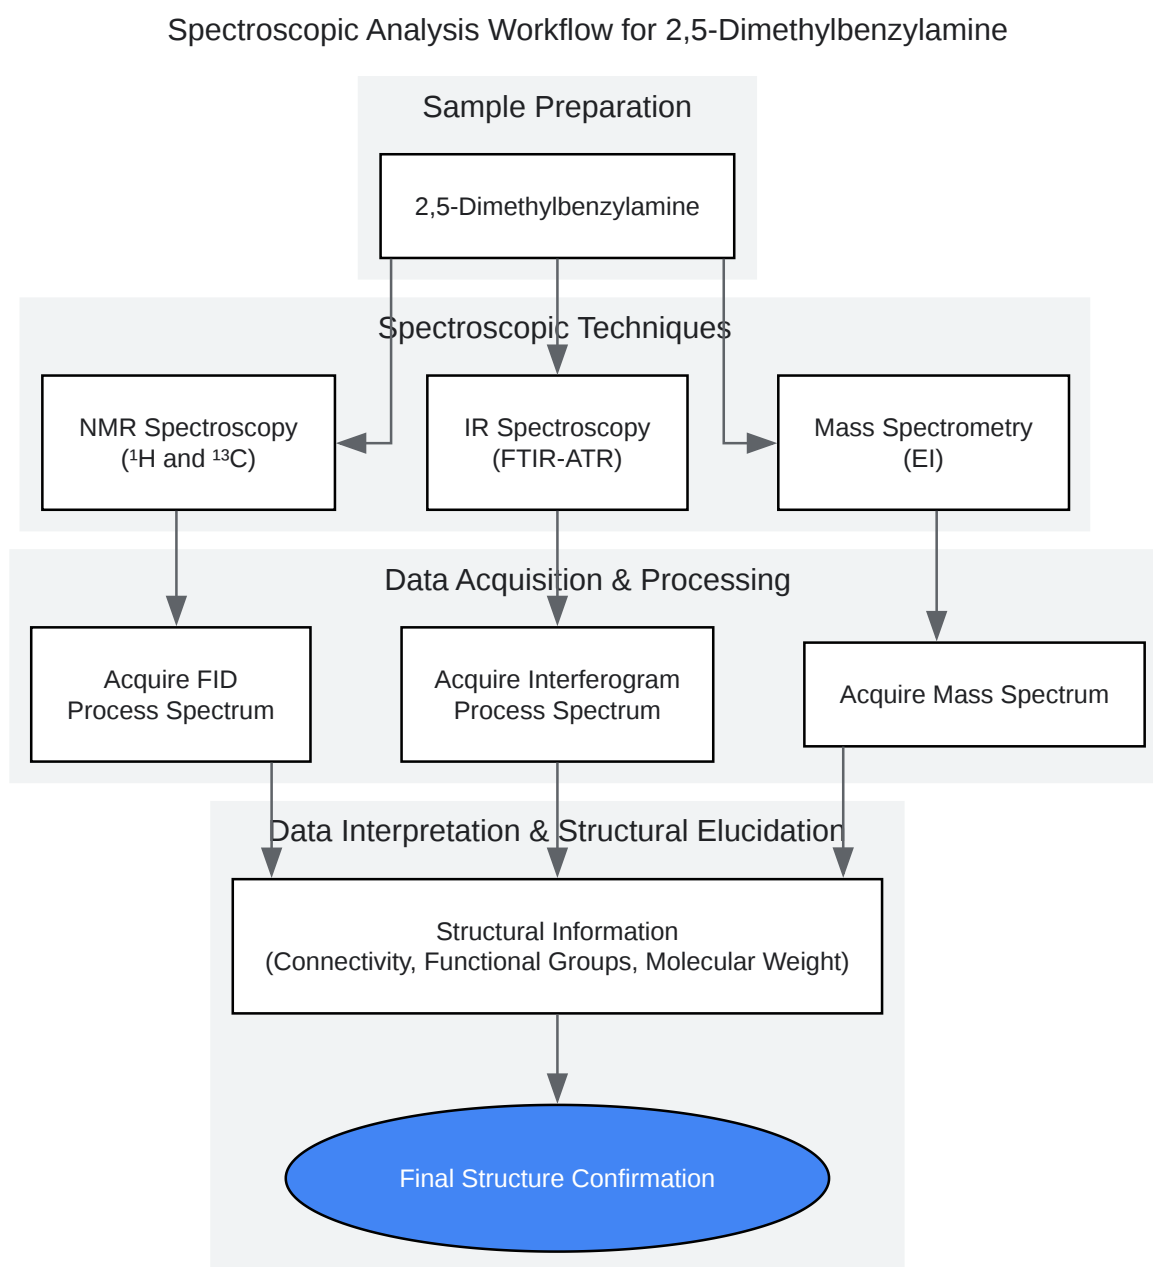 Spectroscopic Analysis Workflow for 2,5-Dimethylbenzylamine
Sample Preparation
2,5-Dimethylbenzylamine
Spectroscopic Techniques
NMR Spectroscopy
(¹H and ¹³C)
IR Spectroscopy
(FTIR-ATR)
Mass Spectrometry
(EI)
Data Acquisition & Processing
Acquire FID
Process Spectrum
Acquire Interferogram
Process Spectrum
Acquire Mass Spectrum
Data Interpretation & Structural Elucidation
Structural Information
(Connectivity, Functional Groups, Molecular Weight)
Final Structure Confirmation